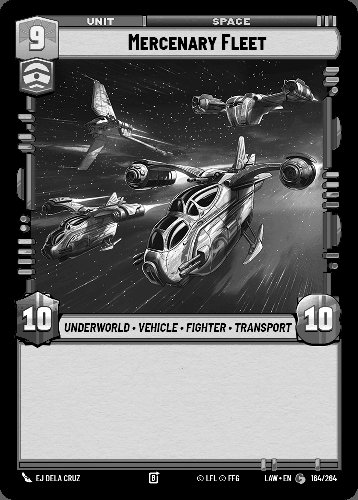 UNIT SPACE
9 MERCENARY FLEET
10 UNDERWORLD • VEHICLE • FIGHTER • TRANSPORT 10
EJ DELA CRUZ © LFL © FFG LAW • EN 164/264